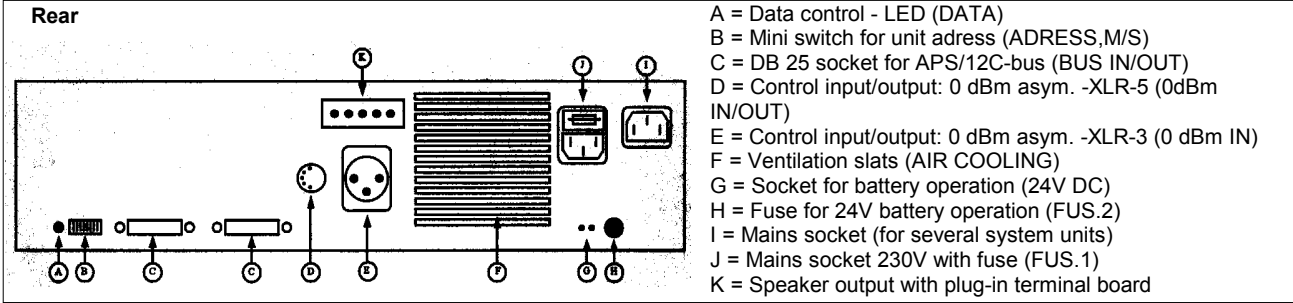 Rear
K
J
I
A
B
C
C
D
E
F
G
H
A = Data control - LED (DATA)
B = Mini switch for unit adress (ADRESS,M/S)
C = DB 25 socket for APS/12C-bus (BUS IN/OUT)
D = Control input/output: 0 dBm asym. -XLR-5 (0dBm
IN/OUT)
E = Control input/output: 0 dBm asym. -XLR-3 (0 dBm IN)
F = Ventilation slats (AIR COOLING)
G = Socket for battery operation (24V DC)
H = Fuse for 24V battery operation (FUS.2)
I = Mains socket (for several system units)
J = Mains socket 230V with fuse (FUS.1)
K = Speaker output with plug-in terminal board